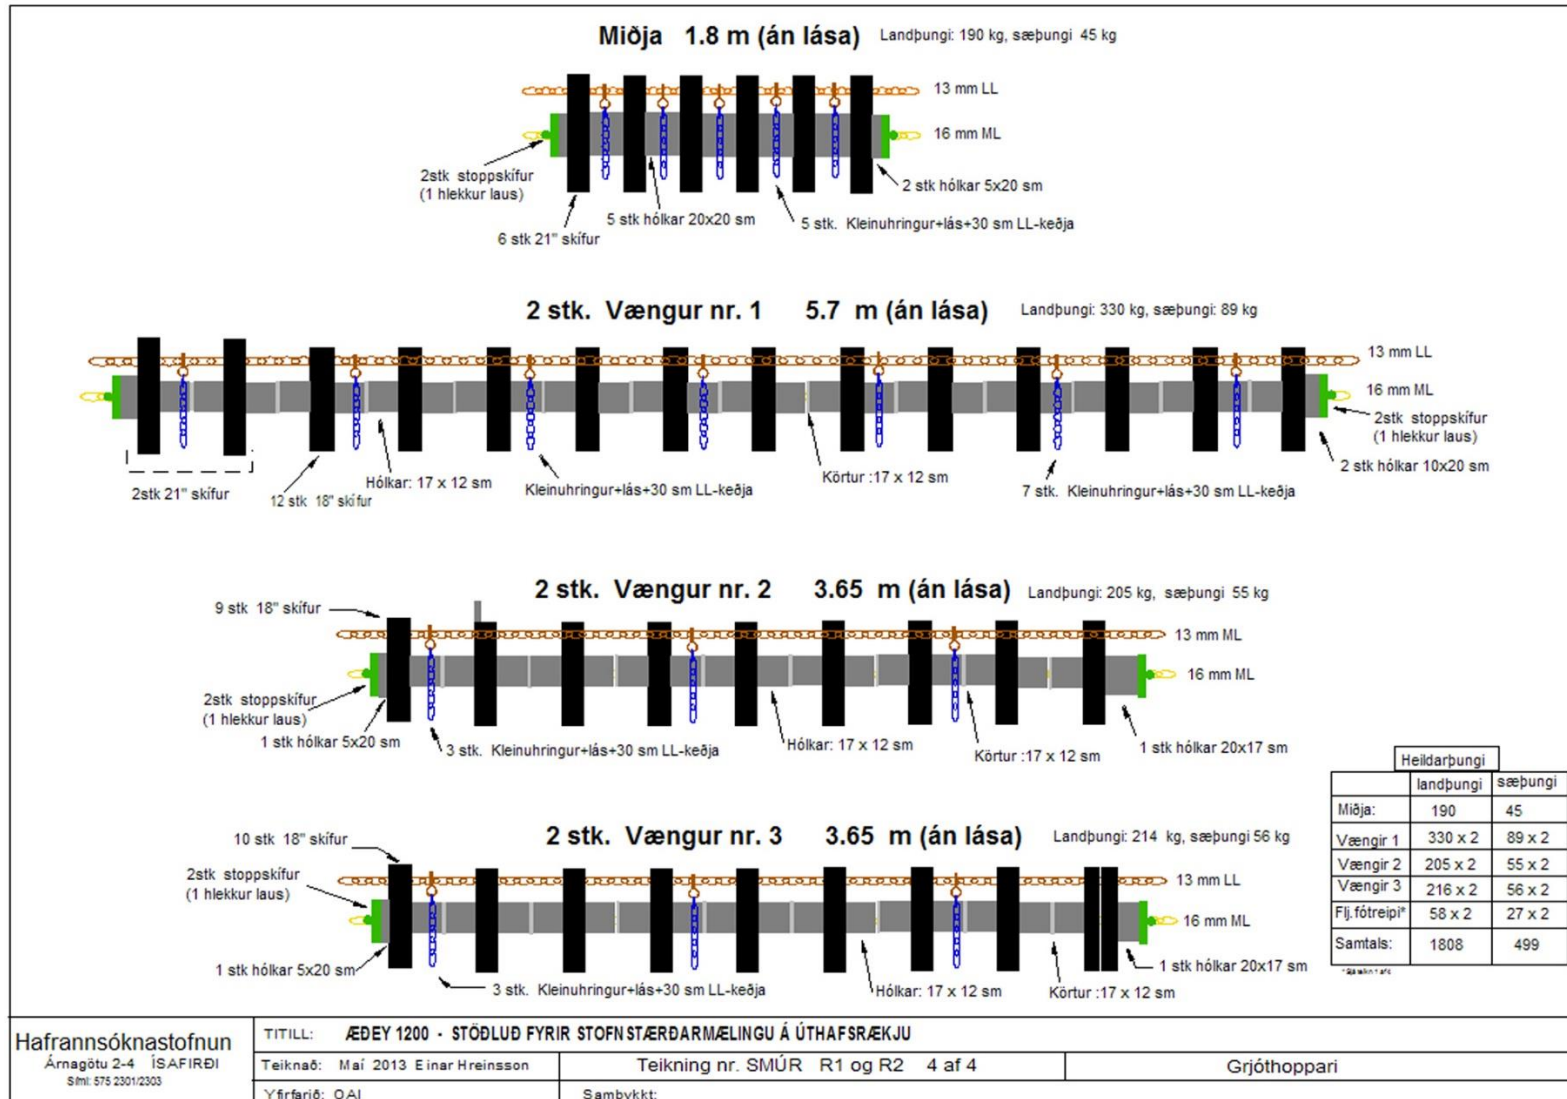 Miðja 1.8 m (án lása) Landþungi: 190 kg, sæþungi 45 kg
13 mm LL
16 mm ML
2stk stoppskífur
(1 hlekkur laus)
2 stk hólkar 5x20 sm
5 stk hólkar 20x20 sm
5 stk. Kleinuhringur+lás+30 sm LL-keðja
6 stk 21" skífur
2 stk. Vængur nr. 1 5.7 m (án lása) Landþungi: 330 kg, sæþungi: 89 kg
13 mm LL
16 mm ML
2stk stoppskífur
(1 hlekkur laus)
2 stk hólkar 10x20 sm
2stk 21" skífur
12 stk 18" skífur
Hólkar: 17 x 12 sm
Kleinuhringur+lás+30 sm LL-keðja
Körtur :17 x 12 sm
7 stk. Kleinuhringur+lás+30 sm LL-keðja
2 stk. Vængur nr. 2 3.65 m (án lása) Landþungi: 205 kg, sæþungi 55 kg
9 stk 18" skífur
13 mm ML
16 mm ML
2stk stoppskífur
(1 hlekkur laus)
1 stk hólkar 5x20 sm
3 stk. Kleinuhringur+lás+30 sm LL-keðja
Hólkar: 17 x 12 sm
Körtur :17 x 12 sm
1 stk hólkar 20x17 sm
2 stk. Vængur nr. 3 3.65 m (án lása) Landþungi: 214 kg, sæþungi 56 kg
10 stk 18" skífur
2stk stoppskífur
(1 hlekkur laus)
13 mm LL
16 mm ML
1 stk hólkar 5x20 sm
3 stk. Kleinuhringur+lás+30 sm LL-keðja
Hólkar: 17 x 12 sm
Körtur :17 x 12 sm
1 stk hólkar 20x17 sm
Heildarþungi
landþungi sæþungi
Miðja: 190 45
Vængir 1 330 x 2 89 x 2
Vængir 2 205 x 2 55 x 2
Vængir 3 216 x 2 56 x 2
Flj.fótreipi* 58 x 2 27 x 2
Samtals: 1808 499
Hafrannsóknastofnun
Árnagötu 2-4 ÍSAFIRÐI
Sími: 575 2301/2303
TITILL: ÆÐEY 1200 - STÖÐLUÐ FYRIR STOFNSTÆRÐARMÆLINGU Á ÚTHAFSRÆKJU
Teiknað: Maí 2013 Einar Hreinsson
Teikning nr. SMÚR R1 og R2 4 af 4
Grjóthoppari
Yfirfarið: OAI
Samþykkt: